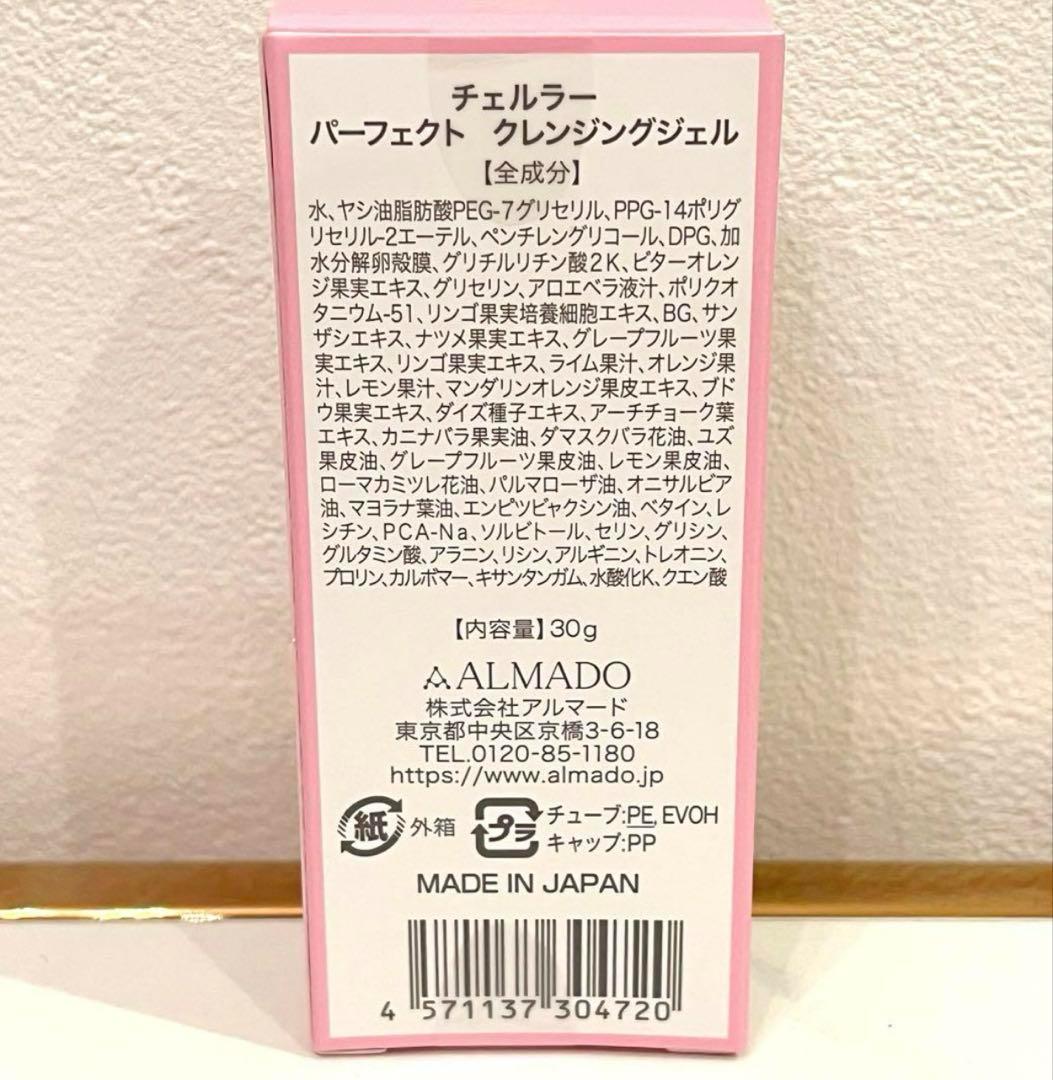 チェルラー
パーフェクト　クレンジングジェル
【全成分】
水、ヤシ油脂肪酸PEG-7グリセリル、PPG-14ポリグ
リセリル-2エーテル、ペンチレングリコール、DPG、加
水分解卵殻膜、グリチルリチン酸2K、ビターオレン
ジ果実エキス、グリセリン、アロエベラ液汁、ポリクオ
タニウム-51、リンゴ果実培養細胞エキス、BG、サン
ザシエキス、ナツメ果実エキス、グレープフルーツ果
実エキス、リンゴ果実エキス、ライム果汁、オレンジ果
汁、レモン果汁、マンダリンオレンジ果皮エキス、ブド
ウ果実エキス、ダイズ種子エキス、アーチチョーク葉
エキス、カニナバラ果実油、ダマスクバラ花油、ユズ
果皮油、グレープフルーツ果皮油、レモン果皮油、
ローマカミツレ花油、パルマローザ油、オニサルビア
油、マヨラナ葉油、エンピツビャクシン油、ベタイン、レ
シチン、PCA-Na、ソルビトール、セリン、グリシン、
グルタミン酸、アラニン、リシン、アルギニン、トレオニン、
プロリン、カルボマー、キサンタンガム、水酸化K、クエン酸
【内容量】30g
ALMADO
株式会社アルマード
東京都中央区京橋3-6-18
TEL.0120-85-1180
https://www.almado.jp
紙 外箱
プラ チューブ:PE, EVOH
キャップ:PP
MADE IN JAPAN
4 571137 304720